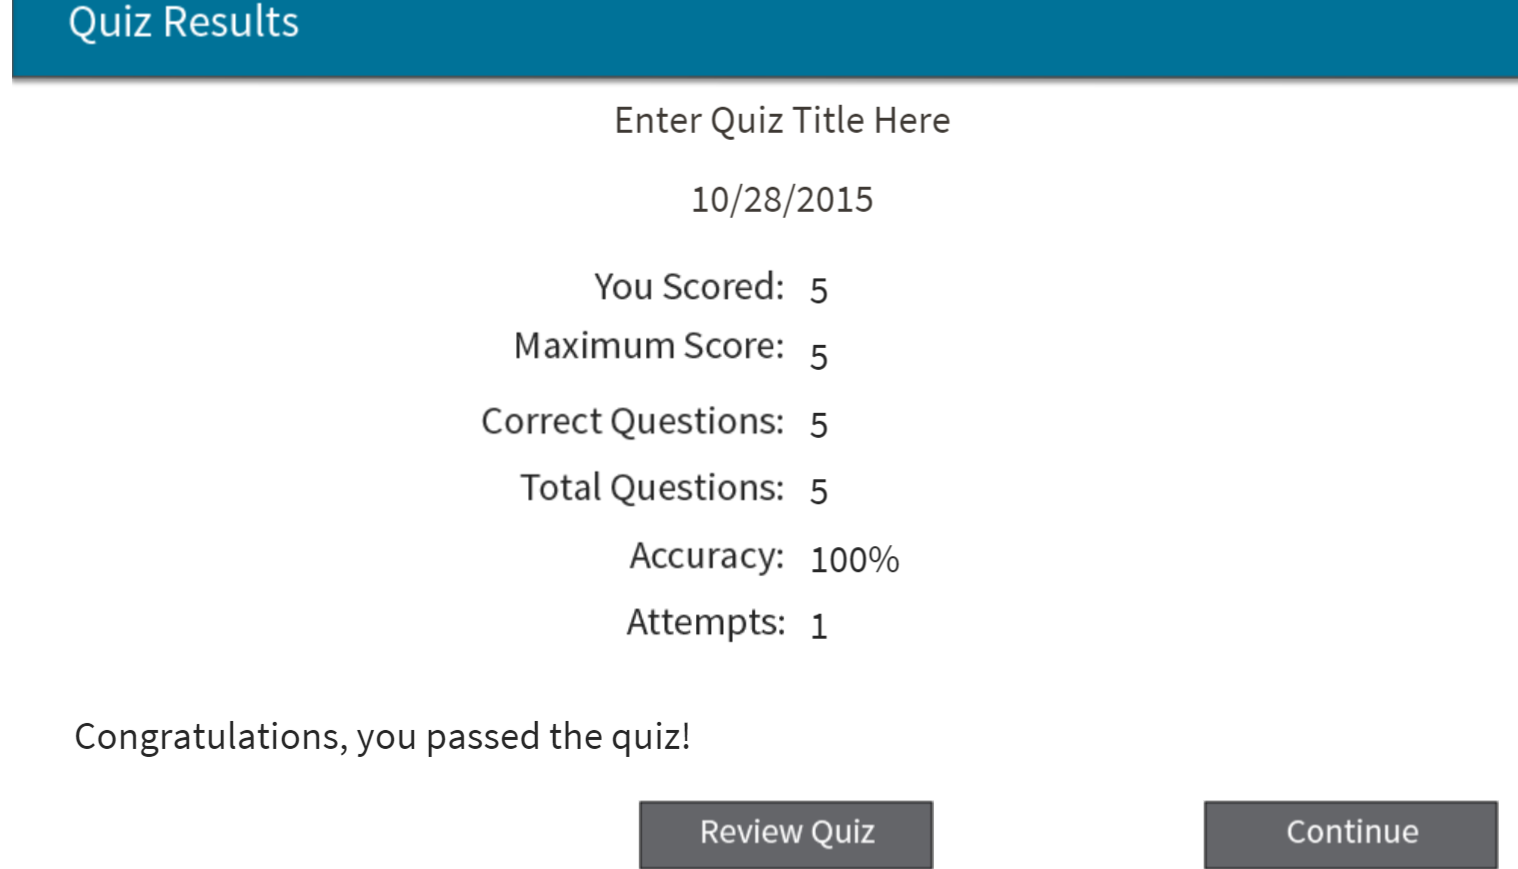 Quiz Results
Enter Quiz Title Here
10/28/2015
You Scored: 5
Maximum Score: 5
Correct Questions: 5
Total Questions: 5
Accuracy: 100%
Attempts: 1
Congratulations, you passed the quiz!
Review Quiz Continue